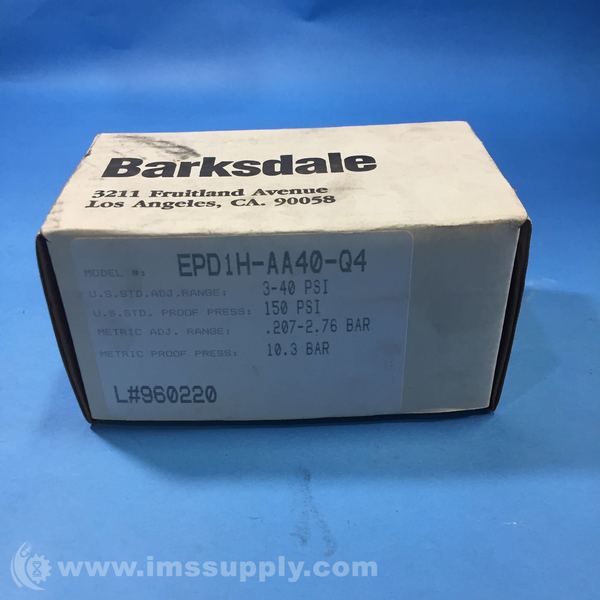 Barksdale
3211 Fruitland Avenue
Los Angeles, CA. 90058
MODEL #: EPD1H-AA40-Q4
U.S.STD.ADJ.RANGE: 3-40 PSI
U.S.STD. PROOF PRESS: 150 PSI
METRIC ADJ. RANGE: .207-2.76 BAR
METRIC PROOF PRESS: 10.3 BAR
L#960220
www.imssupply.com